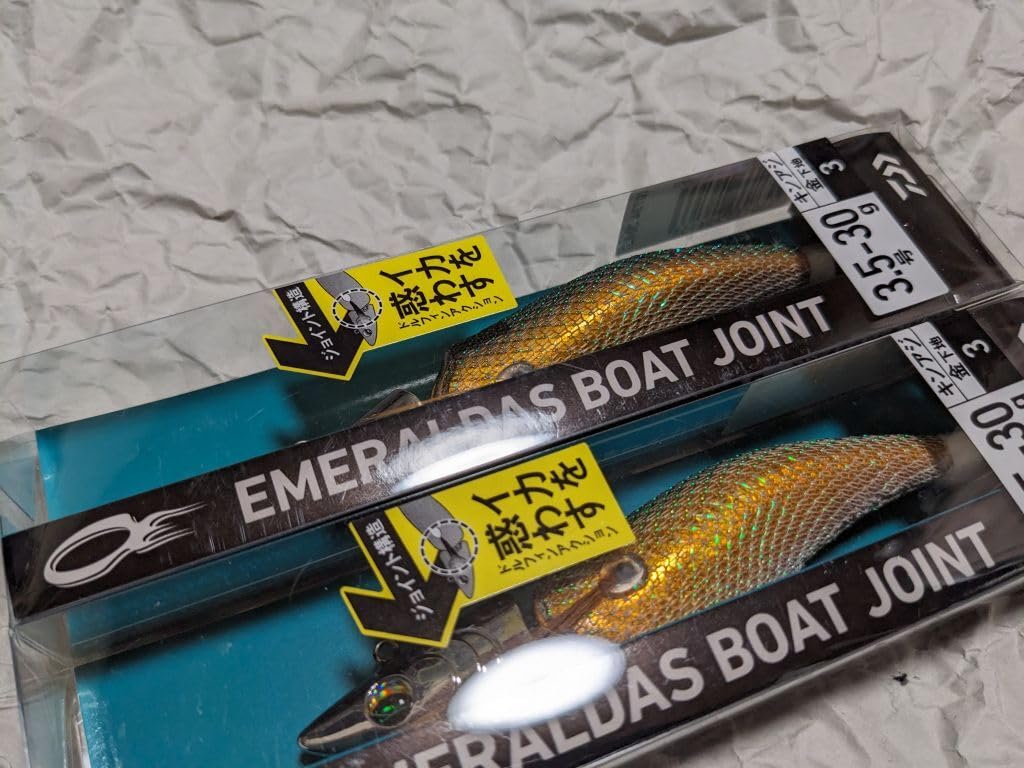 キンアジ
金下地
3
3.5-30
号
g
ジョイント構造
イカを
惑わす
ドルフィンアクション
EMERALDAS BOAT JOINT
キンアジ
金下地
3
-30
g
ジョイント構造
イカを
惑わす
ドルフィンアクション
MERALDAS BOAT JOINT